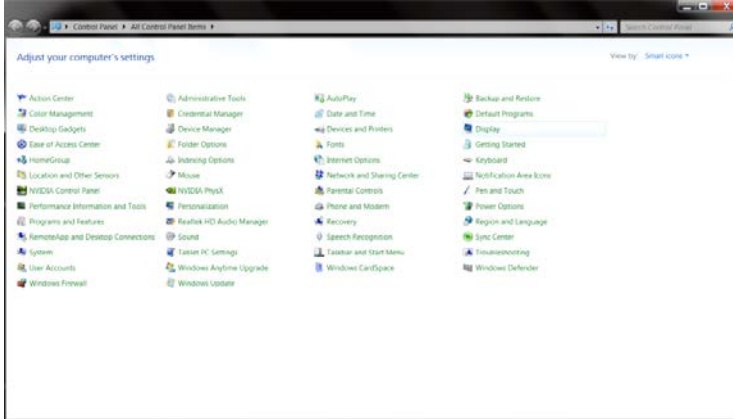 Control Panel ▸ All Control Panel Items ▸
Search Control Panel
Adjust your computer's settings
View by: Small icons
Action Center
Administrative Tools
AutoPlay
Backup and Restore
Color Management
Credential Manager
Date and Time
Default Programs
Desktop Gadgets
Device Manager
Devices and Printers
Display
Ease of Access Center
Folder Options
Fonts
Getting Started
HomeGroup
Indexing Options
Internet Options
Keyboard
Location and Other Sensors
Mouse
Network and Sharing Center
Notification Area Icons
NVIDIA Control Panel
NVIDIA PhysX
Parental Controls
Pen and Touch
Performance Information and Tools
Personalization
Phone and Modem
Power Options
Programs and Features
Realtek HD Audio Manager
Recovery
Region and Language
RemoteApp and Desktop Connections
Sound
Speech Recognition
Sync Center
System
Tablet PC Settings
Taskbar and Start Menu
Troubleshooting
User Accounts
Windows Anytime Upgrade
Windows CardSpace
Windows Defender
Windows Firewall
Windows Update